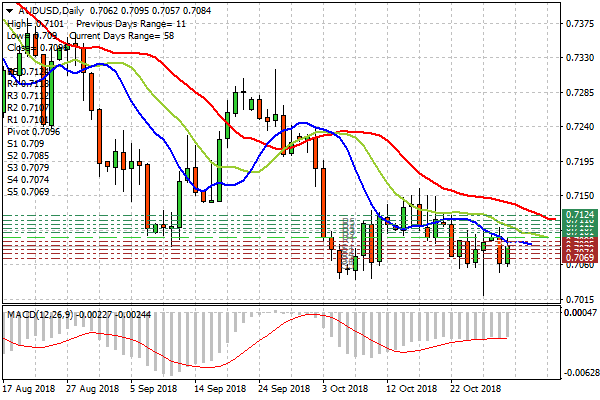 AUDUSD,Daily 0.7062 0.7095 0.7057 0.7084
High= 0.7101 Previous Days Range= 11
Current Days Range= 58
R3 0.7112
R2 0.7107
R1 0.7101
Pivot 0.7096
S1 0.709
S2 0.7085
S3 0.7079
S4 0.7074
S5 0.7069
0.7375
0.7330
0.7285
0.7240
0.7195
0.7150
0.7124
0.7069
0.7060
0.7015
MACD(12,26,9) -0.00227 -0.00244
0.00047
-0.00628
17 Aug 2018 27 Aug 2018 5 Sep 2018 14 Sep 2018 24 Sep 2018 3 Oct 2018 12 Oct 2018 22 Oct 2018